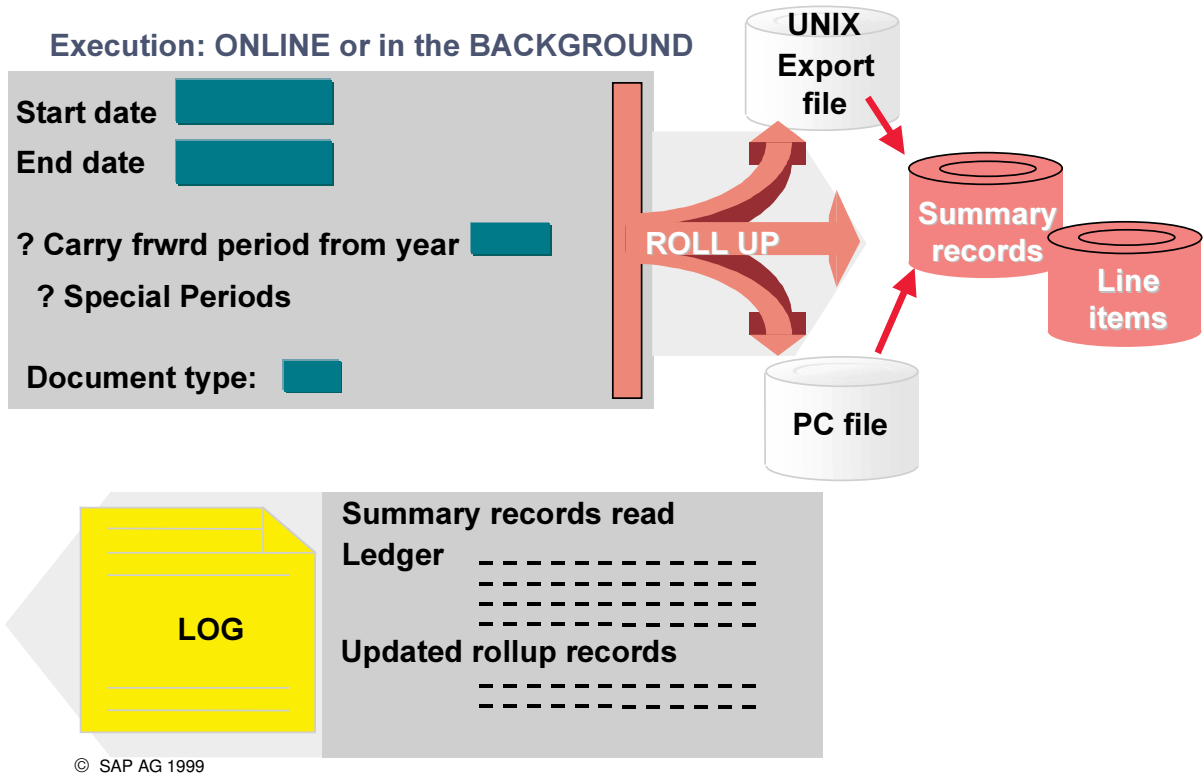 Execution: ONLINE or in the BACKGROUND
Start date
End date
? Carry frwrd period from year
? Special Periods
Document type:
ROLL UP
UNIX
Export
file
Summary
records
Line
items
PC file
LOG
Summary records read
Ledger
Updated rollup records
© SAP AG 1999